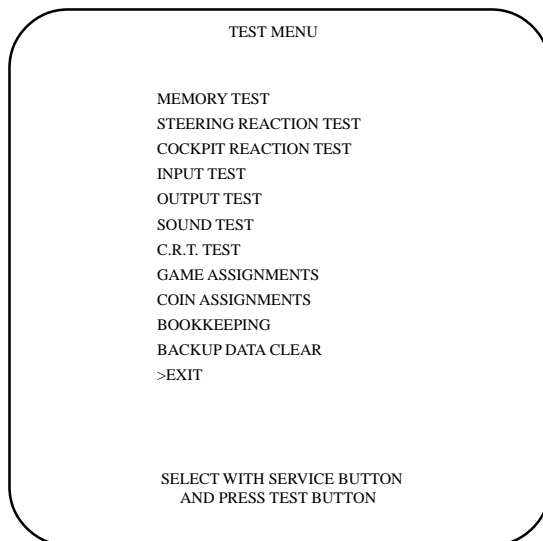 TEST MENU
MEMORY TEST
STEERING REACTION TEST
COCKPIT REACTION TEST
INPUT TEST
OUTPUT TEST
SOUND TEST
C.R.T. TEST
GAME ASSIGNMENTS
COIN ASSIGNMENTS
BOOKKEEPING
BACKUP DATA CLEAR
>EXIT
SELECT WITH SERVICE BUTTON
AND PRESS TEST BUTTON